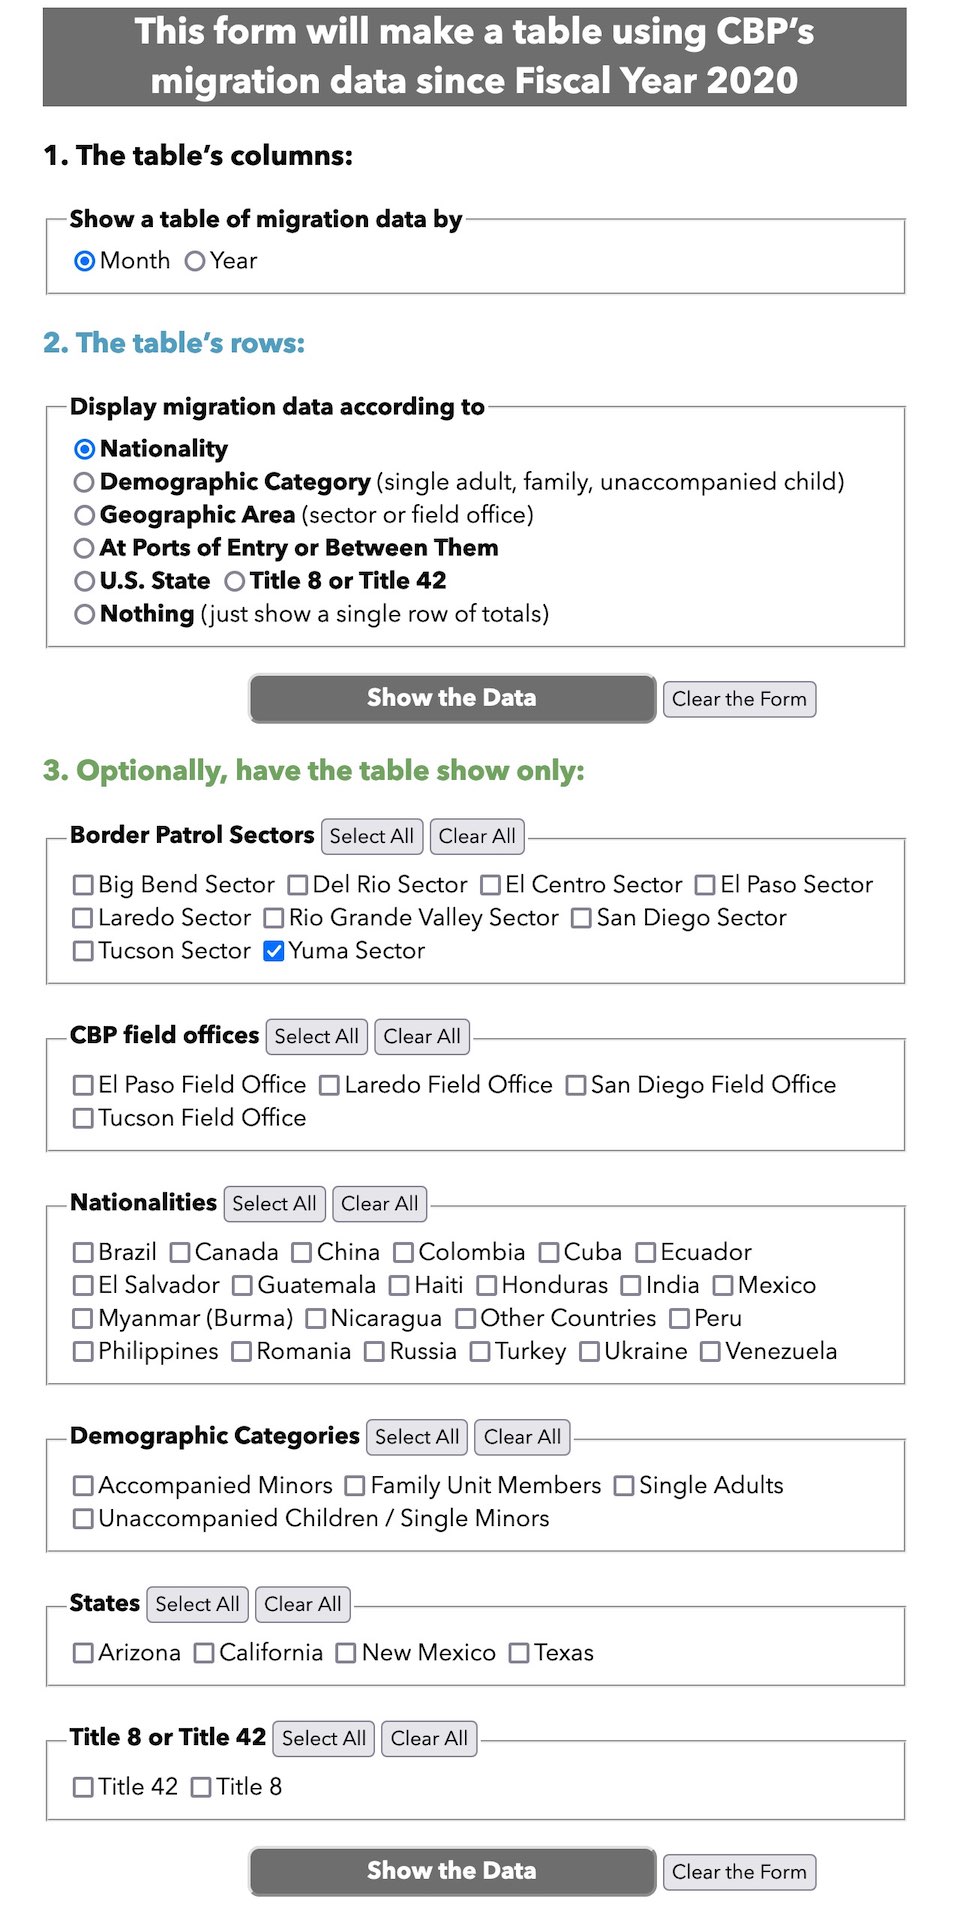 This form will make a table using CBP’s
migration data since Fiscal Year 2020
1. The table’s columns:
Show a table of migration data by
Month Year
2. The table’s rows:
Display migration data according to
Nationality
Demographic Category (single adult, family, unaccompanied child)
Geographic Area (sector or field office)
At Ports of Entry or Between Them
U.S. State Title 8 or Title 42
Nothing (just show a single row of totals)
Show the Data Clear the Form
3. Optionally, have the table show only:
Border Patrol Sectors Select All Clear All
Big Bend Sector Del Rio Sector El Centro Sector El Paso Sector
Laredo Sector Rio Grande Valley Sector San Diego Sector
Tucson Sector Yuma Sector
CBP field offices Select All Clear All
El Paso Field Office Laredo Field Office San Diego Field Office
Tucson Field Office
Nationalities Select All Clear All
Brazil Canada China Colombia Cuba Ecuador
El Salvador Guatemala Haiti Honduras India Mexico
Myanmar (Burma) Nicaragua Other Countries Peru
Philippines Romania Russia Turkey Ukraine Venezuela
Demographic Categories Select All Clear All
Accompanied Minors Family Unit Members Single Adults
Unaccompanied Children / Single Minors
States Select All Clear All
Arizona California New Mexico Texas
Title 8 or Title 42 Select All Clear All
Title 42 Title 8
Show the Data Clear the Form